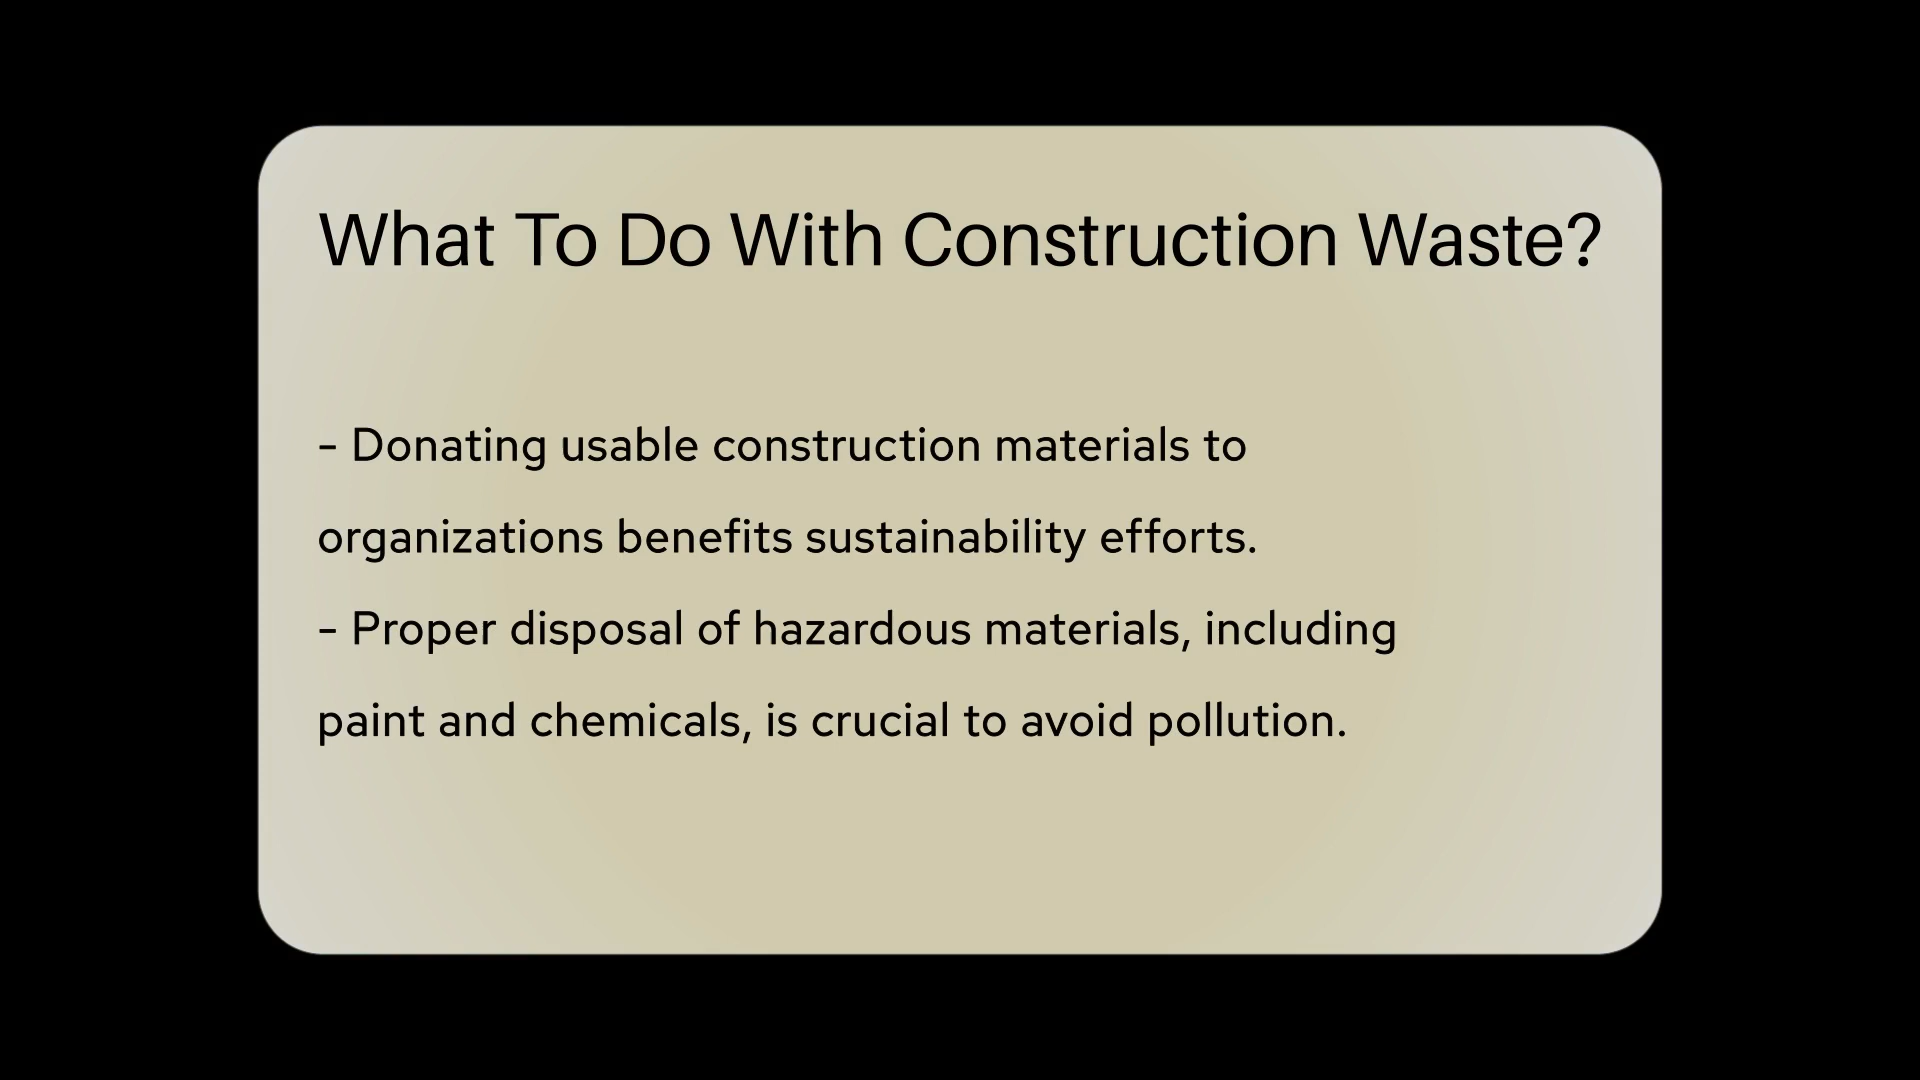 What To Do With Construction Waste?
- Donating usable construction materials to
organizations benefits sustainability efforts.
- Proper disposal of hazardous materials, including
paint and chemicals, is crucial to avoid pollution.